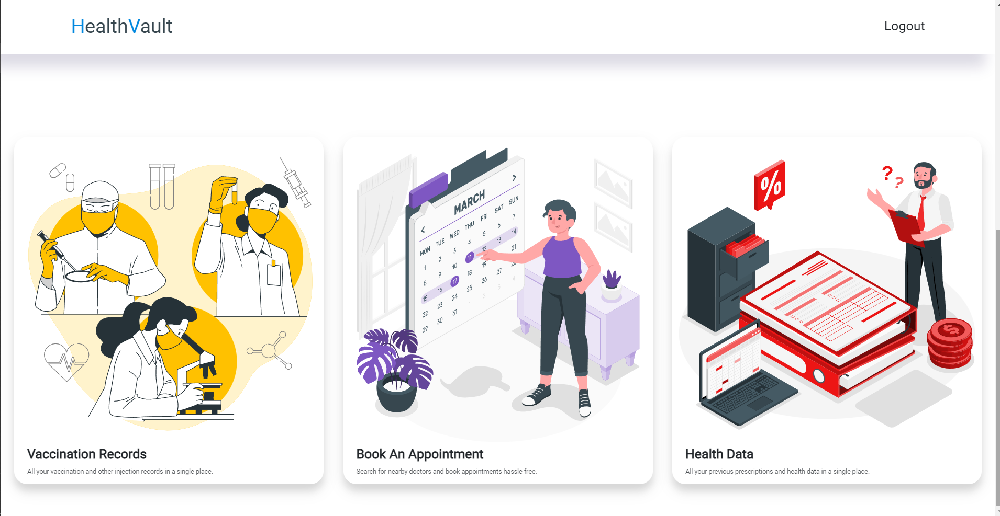 HealthVault
Logout
Vaccination Records
All your vaccination and other injection records in a single place.
<
MARCH
>
MON TUE WED THU FRI SAT SUN
1 2 3 4 5 6 7
8 9 10 11 12 13 14
15 16 17 18 19 21
22 23 24 25 26 27 28
29 30 31 1 2 3 4
Book An Appointment
Search for nearby doctors and book appointments hassle free.
%
? ?
$
Health Data
All your previous prescriptions and health data in a single place.